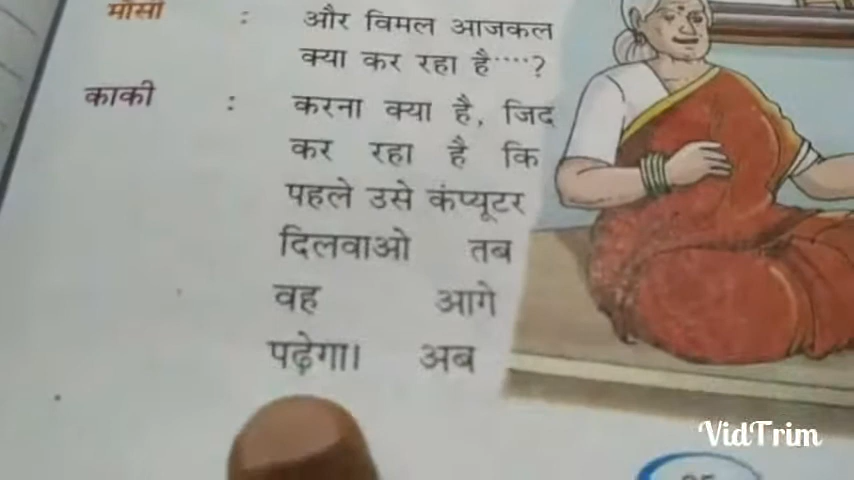 मौसी : और विमल आजकल
क्या कर रहा है····?
काकी : करना क्या है, जिद
कर रहा है कि
पहले उसे कंप्यूटर
दिलवाओ तब
वह आगे
पढ़ेगा। अब
VidTrim